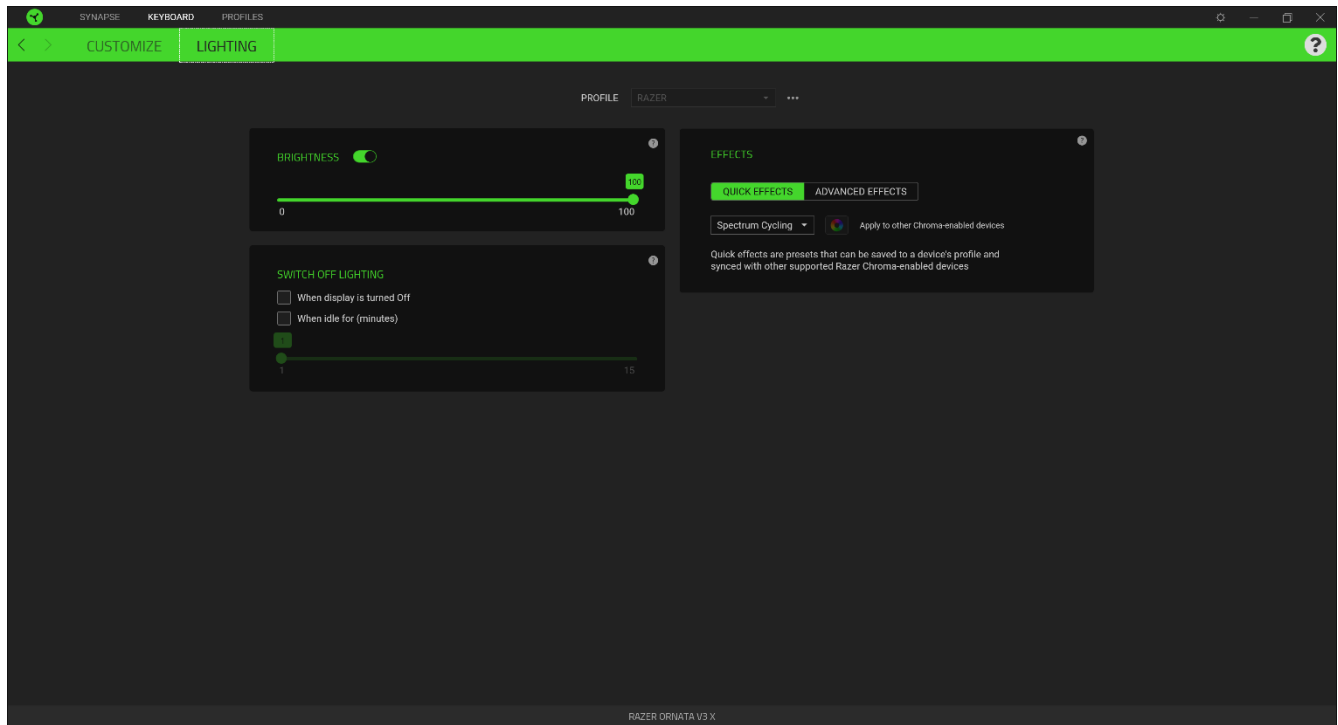 SYNAPSE KEYBOARD PROFILES
CUSTOMIZE LIGHTING ?
PROFILE RAZER
BRIGHTNESS ?
100
0 100
SWITCH OFF LIGHTING ?
When display is turned Off
When idle for (minutes)
1
1 15
EFFECTS ?
QUICK EFFECTS ADVANCED EFFECTS
Spectrum Cycling Apply to other Chroma-enabled devices
Quick effects are presets that can be saved to a device's profile and
synced with other supported Razer Chroma-enabled devices
RAZER ORNATA V3 X